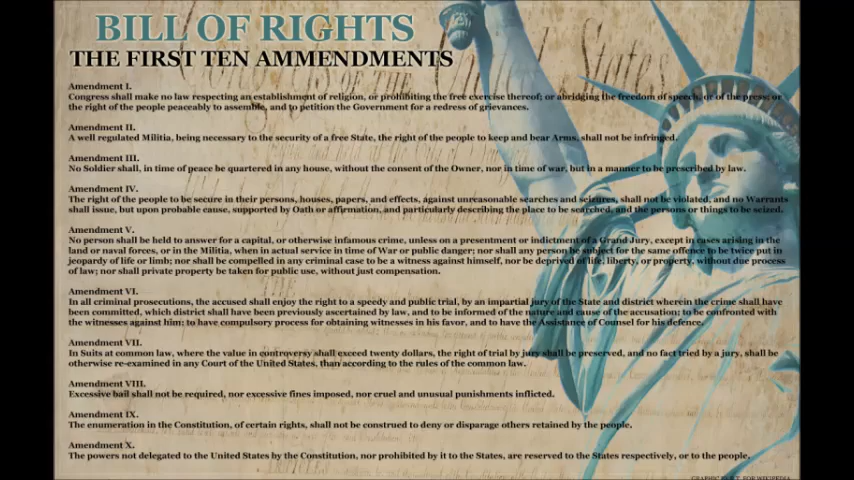 BILL OF RIGHTS
THE FIRST TEN AMMENDMENTS
Amendment I.
Congress shall make no law respecting an establishment of religion, or prohibiting the free exercise thereof; or abridging the freedom of speech, or of the press; or
the right of the people peaceably to assemble, and to petition the Government for a redress of grievances.
Amendment II.
A well regulated Militia, being necessary to the security of a free State, the right of the people to keep and bear Arms, shall not be infringed.
Amendment III.
No Soldier shall, in time of peace be quartered in any house, without the consent of the Owner, nor in time of war, but in a manner to be prescribed by law.
Amendment IV.
The right of the people to be secure in their persons, houses, papers, and effects, against unreasonable searches and seizures, shall not be violated, and no Warrants
shall issue, but upon probable cause, supported by Oath or affirmation, and particularly describing the place to be searched, and the persons or things to be seized.
Amendment V.
No person shall be held to answer for a capital, or otherwise infamous crime, unless on a presentment or indictment of a Grand Jury, except in cases arising in the
land or naval forces, or in the Militia, when in actual service in time of War or public danger; nor shall any person be subject for the same offence to be twice put in
jeopardy of life or limb; nor shall be compelled in any criminal case to be a witness against himself, nor be deprived of life, liberty, or property, without due process
of law; nor shall private property be taken for public use, without just compensation.
Amendment VI.
In all criminal prosecutions, the accused shall enjoy the right to a speedy and public trial, by an impartial jury of the State and district wherein the crime shall have
been committed, which district shall have been previously ascertained by law, and to be informed of the nature and cause of the accusation; to be confronted with
the witnesses against him; to have compulsory process for obtaining witnesses in his favor, and to have the Assistance of Counsel for his defence.
Amendment VII.
In Suits at common law, where the value in controversy shall exceed twenty dollars, the right of trial by jury shall be preserved, and no fact tried by a jury, shall be
otherwise re-examined in any Court of the United States, than according to the rules of the common law.
Amendment VIII.
Excessive bail shall not be required, nor excessive fines imposed, nor cruel and unusual punishments inflicted.
Amendment IX.
The enumeration in the Constitution, of certain rights, shall not be construed to deny or disparage others retained by the people.
Amendment X.
The powers not delegated to the United States by the Constitution, nor prohibited by it to the States, are reserved to the States respectively, or to the people.